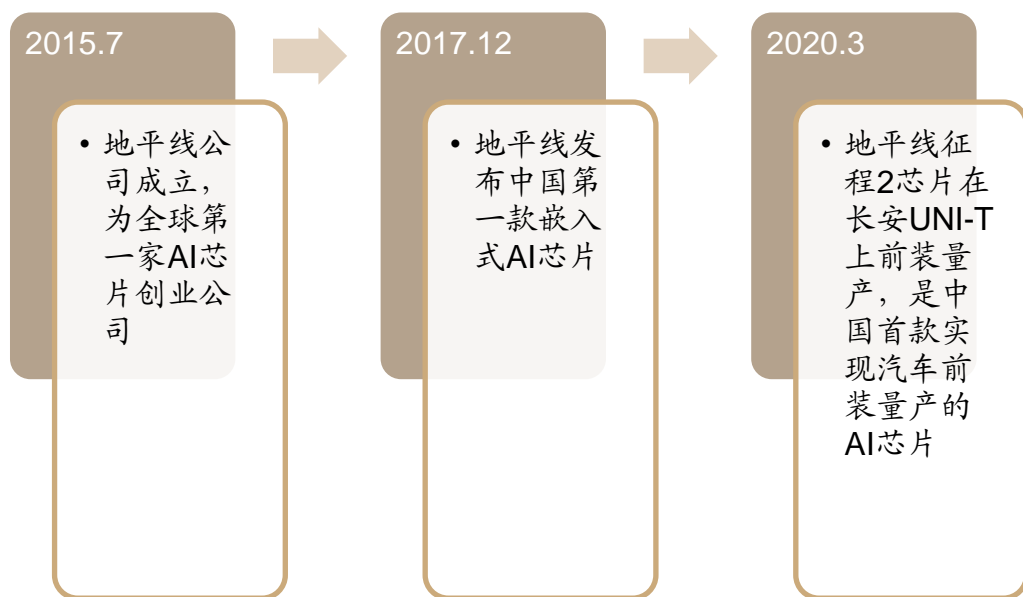 2015.7
• 地平线公
司成立，
为全球第
一家AI芯
片创业公
司
2017.12
• 地平线发
布中国第
一款嵌入
式AI芯片
2020.3
• 地平线征
程2芯片在
长安UNI-T
上前装量
产，是中
国首款实
现汽车前
装量产的
AI芯片